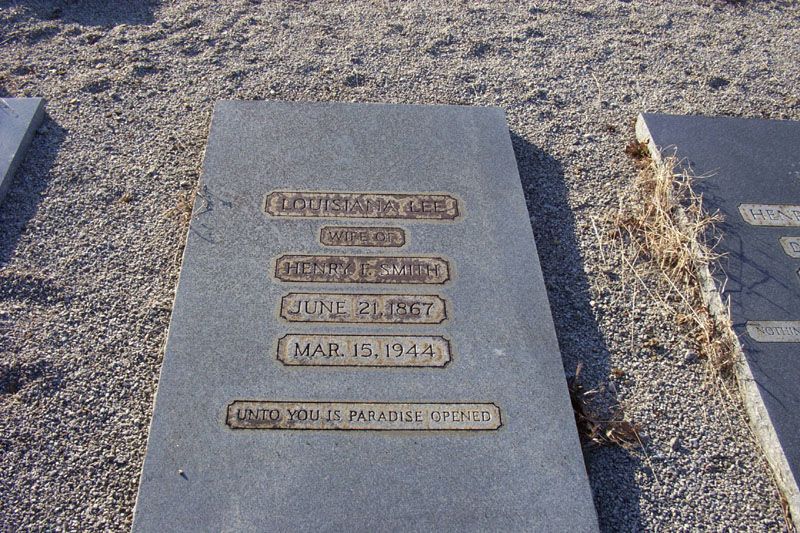 LOUISIANA LEE
WIFE OF
HENRY F. SMITH
JUNE 21, 1867
MAR. 15, 1944
UNTO YOU IS PARADISE OPENED